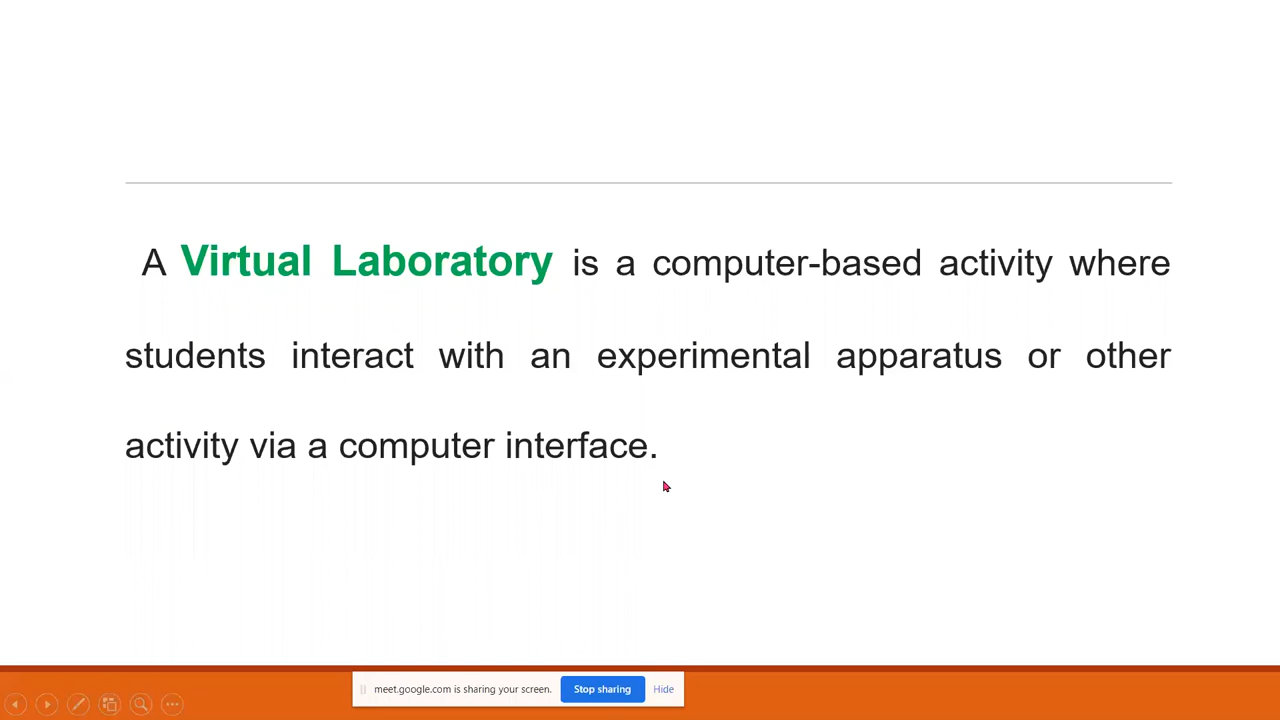 A Virtual Laboratory is a computer-based activity where
students interact with an experimental apparatus or other
activity via a computer interface.
meet.google.com is sharing your screen. Stop sharing Hide